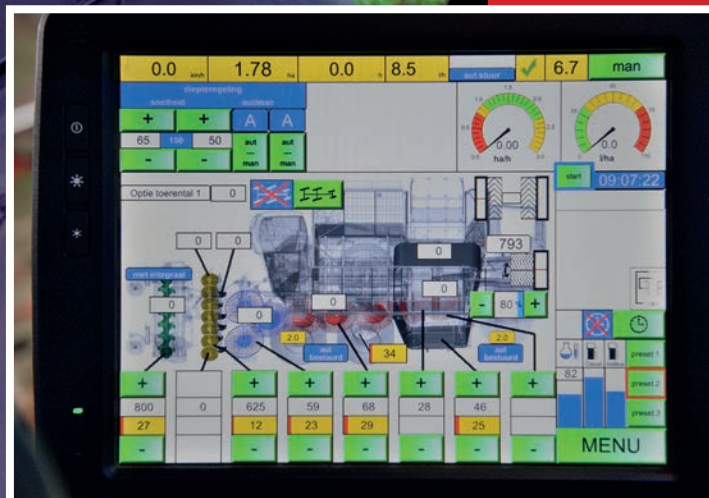 0.0 km/h 1.78 ha 0.0 8.5 l/h aut stuur 6.7 man
diepteregeling
snelheid aut/man
+ + A A
65 150 50 aut man aut man
- -
0.00
ha/h
0.0
l/ha
start 09:07:22
Optie toerental 1 0
0 0
793
niet integraal
0 0 0 0 0
- 80 % +
2.0 aut bestuurd 34 2.0 aut bestuurd
preset 1
82 preset 2
preset 3
+ + + + + +
800 0 625 59 68 28 46
27 12 23 29 25
- - - - - -
MENU